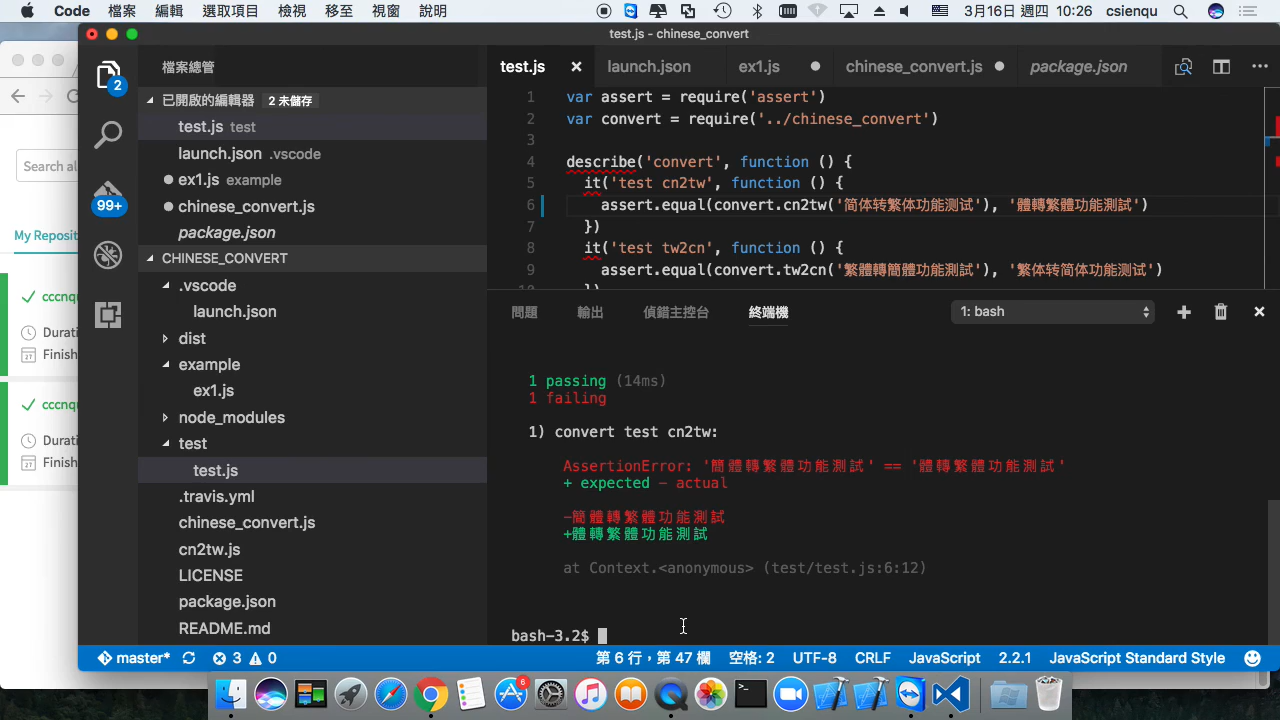 Code 檔案 編輯 選取項目 檢視 移至 視窗 說明 3月16日 週四 10:26 csienqu
test.js - chinese_convert
檔案總管
已開啟的編輯器 2 未儲存
test.js test
launch.json .vscode
ex1.js example
chinese_convert.js
package.json
CHINESE_CONVERT
.vscode
launch.json
dist
example
ex1.js
node_modules
test
test.js
.travis.yml
chinese_convert.js
cn2tw.js
LICENSE
package.json
README.md
2
99+
Search al
My Reposit
cccnqu
Durati
27 Finish
cccnqu
Durati
27 Finish
test.js launch.json ex1.js chinese_convert.js package.json
1 var assert = require('assert')
2 var convert = require('../chinese_convert')
3
4 describe('convert', function () {
5 it('test cn2tw', function () {
6 assert.equal(convert.cn2tw('简体转繁体功能测试'), '體轉繁體功能測試')
7 })
8 it('test tw2cn', function () {
9 assert.equal(convert.tw2cn('繁體轉簡體功能測試'), '繁体转简体功能测试')
問題 輸出 偵錯主控台 終端機 1: bash
1 passing (14ms)
1 failing
1) convert test cn2tw:
AssertionError: '簡體轉繁體功能測試' == '體轉繁體功能測試'
+ expected - actual
-簡體轉繁體功能測試
+體轉繁體功能測試
at Context.<anonymous> (test/test.js:6:12)
bash-3.2$
master* 3 0 第 6 行，第 47 欄 空格: 2 UTF-8 CRLF JavaScript 2.2.1 JavaScript Standard Style
6